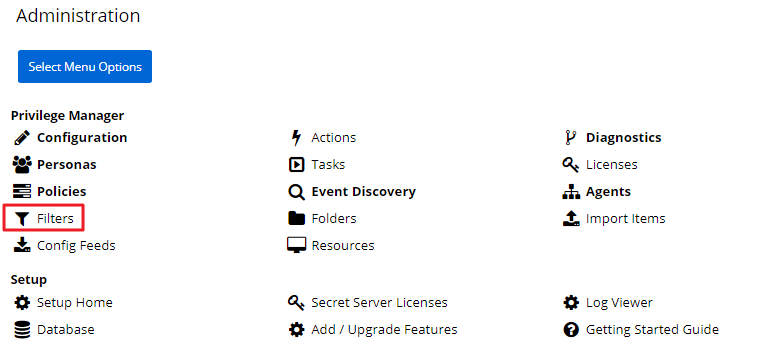 Administration
Select Menu Options
Privilege Manager
Configuration Actions Diagnostics
Personas Tasks Licenses
Policies Event Discovery Agents
Filters Folders Import Items
Config Feeds Resources
Setup
Setup Home Secret Server Licenses Log Viewer
Database Add / Upgrade Features Getting Started Guide